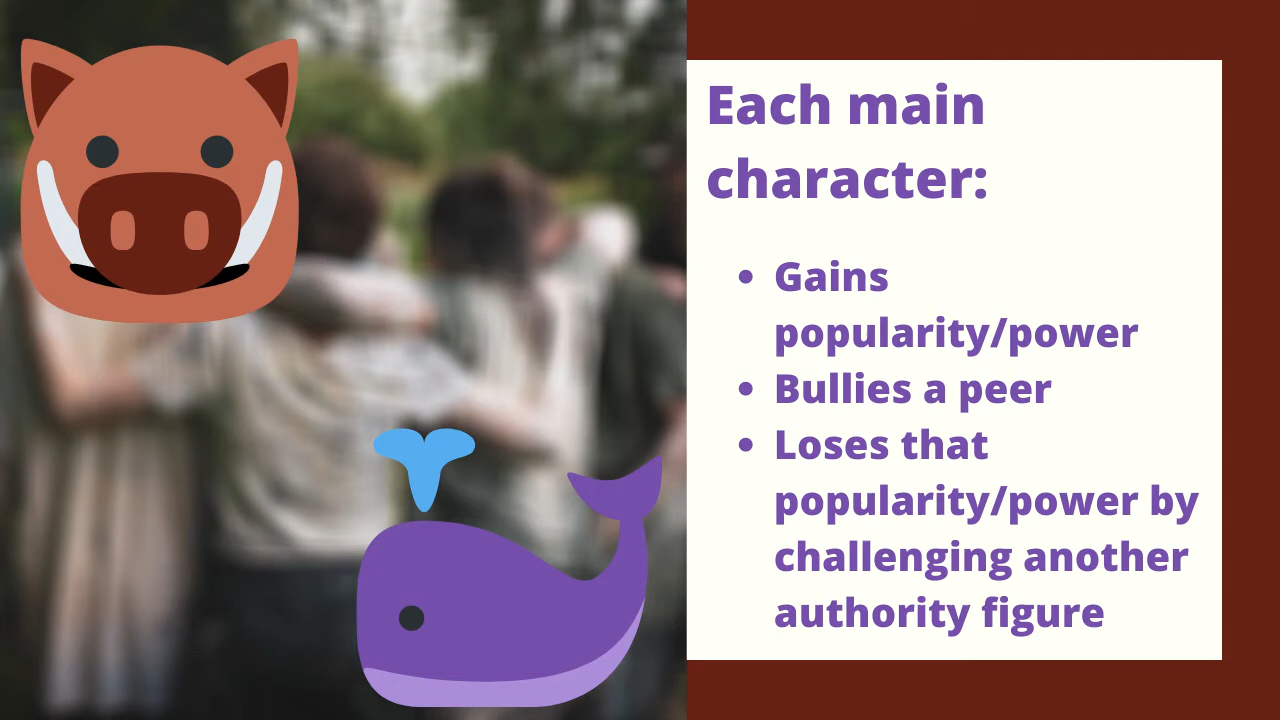 Each main
character:
• Gains
popularity/power
• Bullies a peer
• Loses that
popularity/power by
challenging another
authority figure